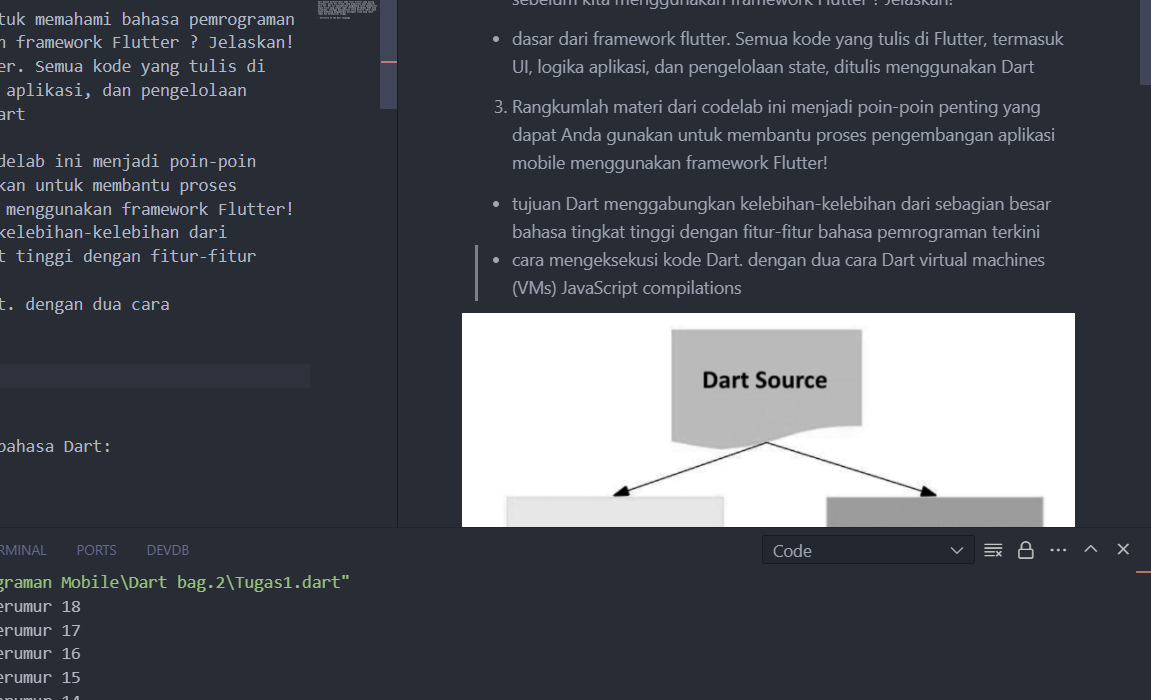 tuk memahami bahasa pemrograman
n framework Flutter ? Jelaskan!
er. Semua kode yang tulis di
aplikasi, dan pengelolaan
art
delab ini menjadi poin-poin
kan untuk membantu proses
menggunakan framework Flutter!
kelebihan-kelebihan dari
t tinggi dengan fitur-fitur
t. dengan dua cara
bahasa Dart:
sebelum kita menggunakan framework Flutter ? Jelaskan!
• dasar dari framework flutter. Semua kode yang tulis di Flutter, termasuk
UI, logika aplikasi, dan pengelolaan state, ditulis menggunakan Dart
3. Rangkumlah materi dari codelab ini menjadi poin-poin penting yang
dapat Anda gunakan untuk membantu proses pengembangan aplikasi
mobile menggunakan framework Flutter!
• tujuan Dart menggabungkan kelebihan-kelebihan dari sebagian besar
bahasa tingkat tinggi dengan fitur-fitur bahasa pemrograman terkini
• cara mengeksekusi kode Dart. dengan dua cara Dart virtual machines
(VMs) JavaScript compilations
Dart Source
RMINAL PORTS DEVDB
Code
graman Mobile\Dart bag.2\Tugas1.dart"
erumur 18
erumur 17
erumur 16
erumur 15
erumur 14